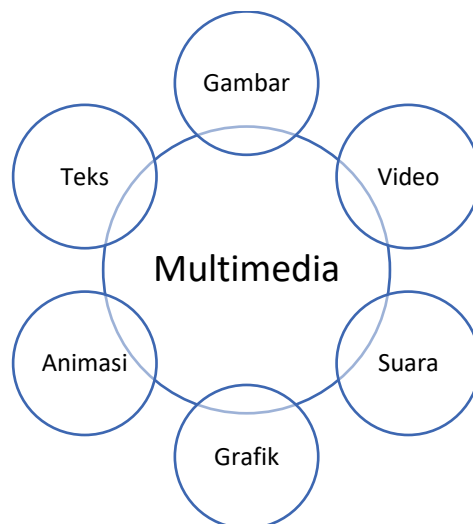 Gambar
Teks
Video
Multimedia
Animasi
Suara
Grafik